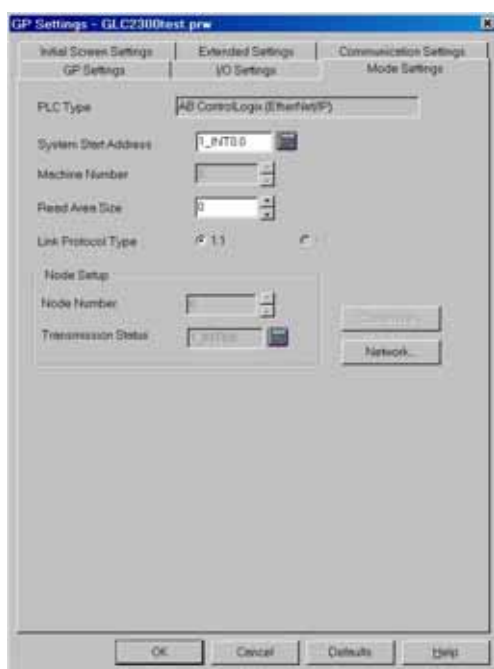 GP Settings - GLC2300test.prw
Initial Screen Settings Extended Settings Communication Settings
GP Settings I/O Settings Mode Settings
PLC Type AB ControlLogix (EtherNet/IP)
System Start Address 1_INT0.0
Machine Number
Read Area Size 0
Link Protocol Type 1:1
Node Setup
Node Number
Transmission Status
Network...
OK Cancel Defaults Help